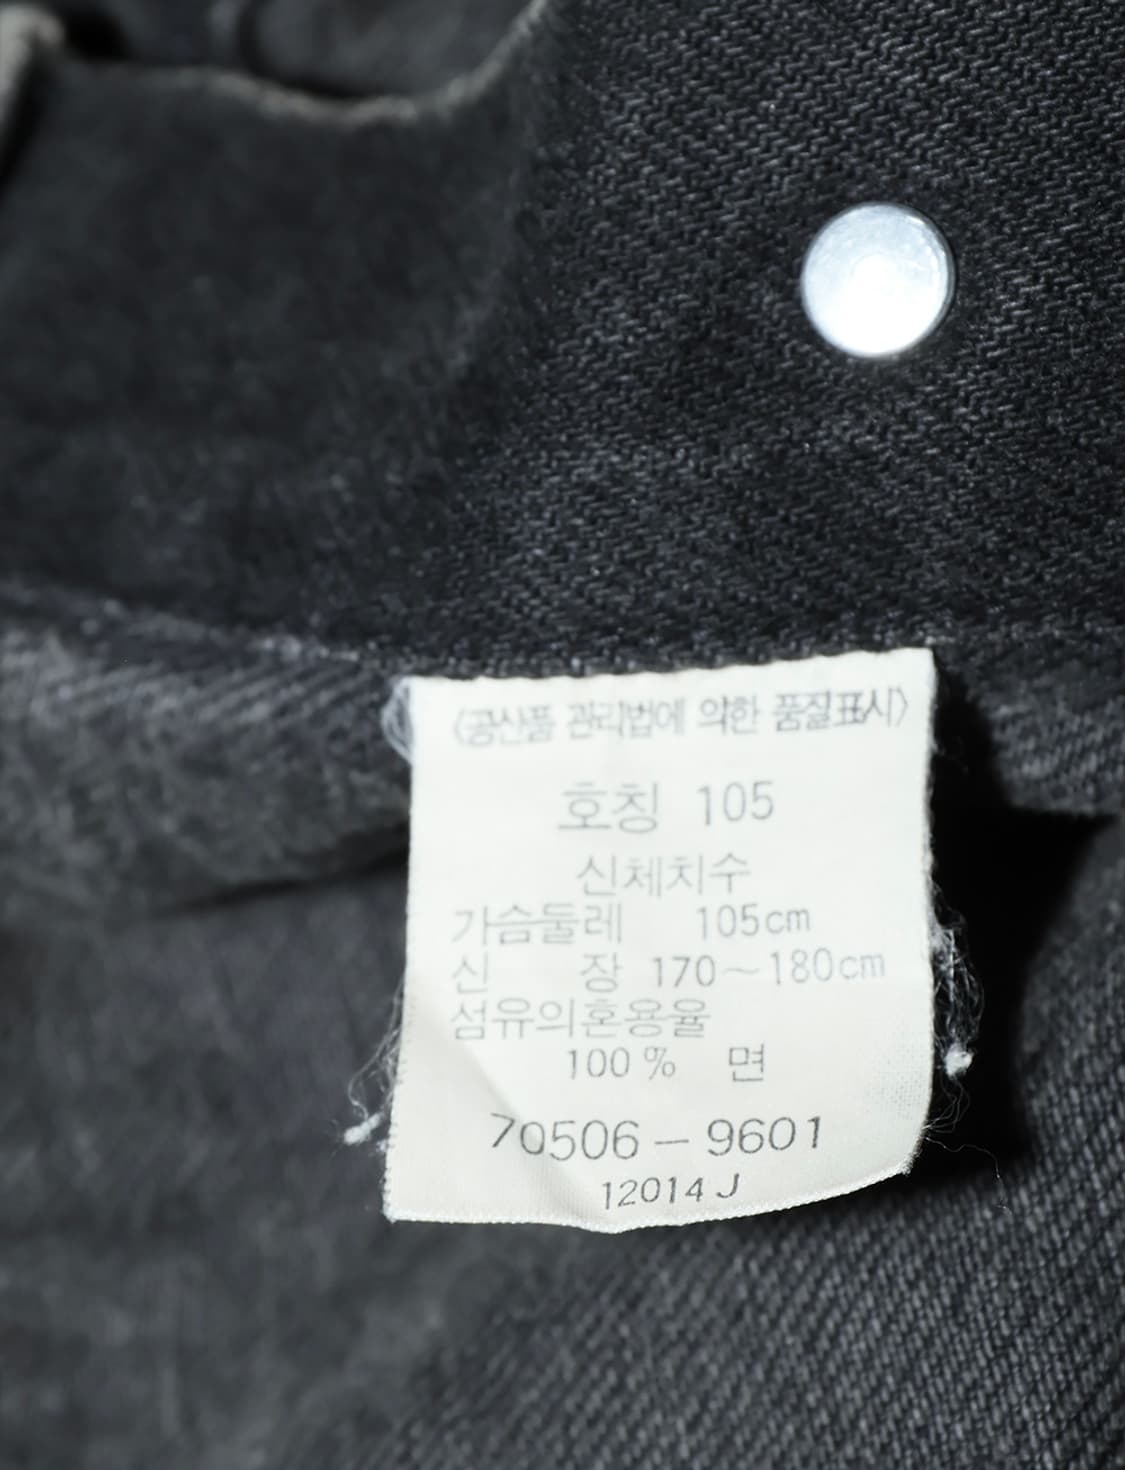 〈공산품 관리법에 의한 품질표시〉
호칭 105
신체치수
가슴둘레 105cm
신 장 170~180cm
섬유의혼용율
100% 면
70506-9601
12014J